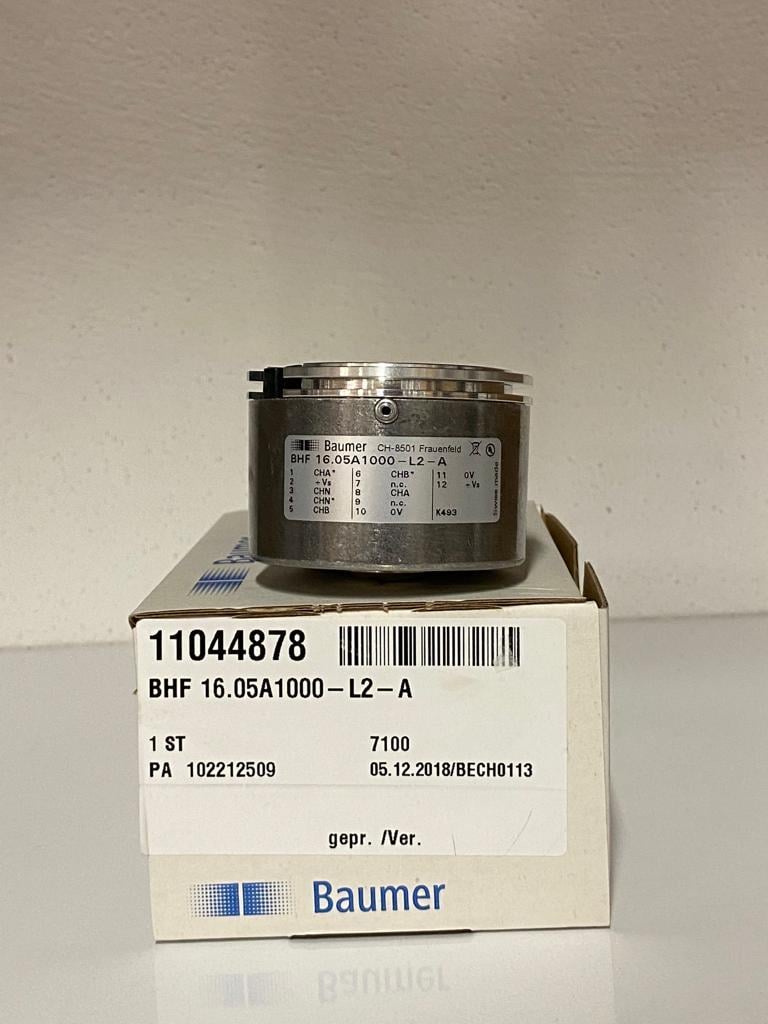 Baumer CH-8501 Frauenfeld
BHF 16.05A1000-L2-A
1 CHA* 6 CHB* 11 0V
2 +Vs 7 n.c. 12 +Vs
3 CHN 8 CHA
4 CHN* 9 n.c.
5 CHB 10 0V K493
Swiss made
11044878
BHF 16.05A1000-L2-A
1 ST 7100
PA 102212509 05.12.2018/BECH0113
gepr. /Ver.
Baumer